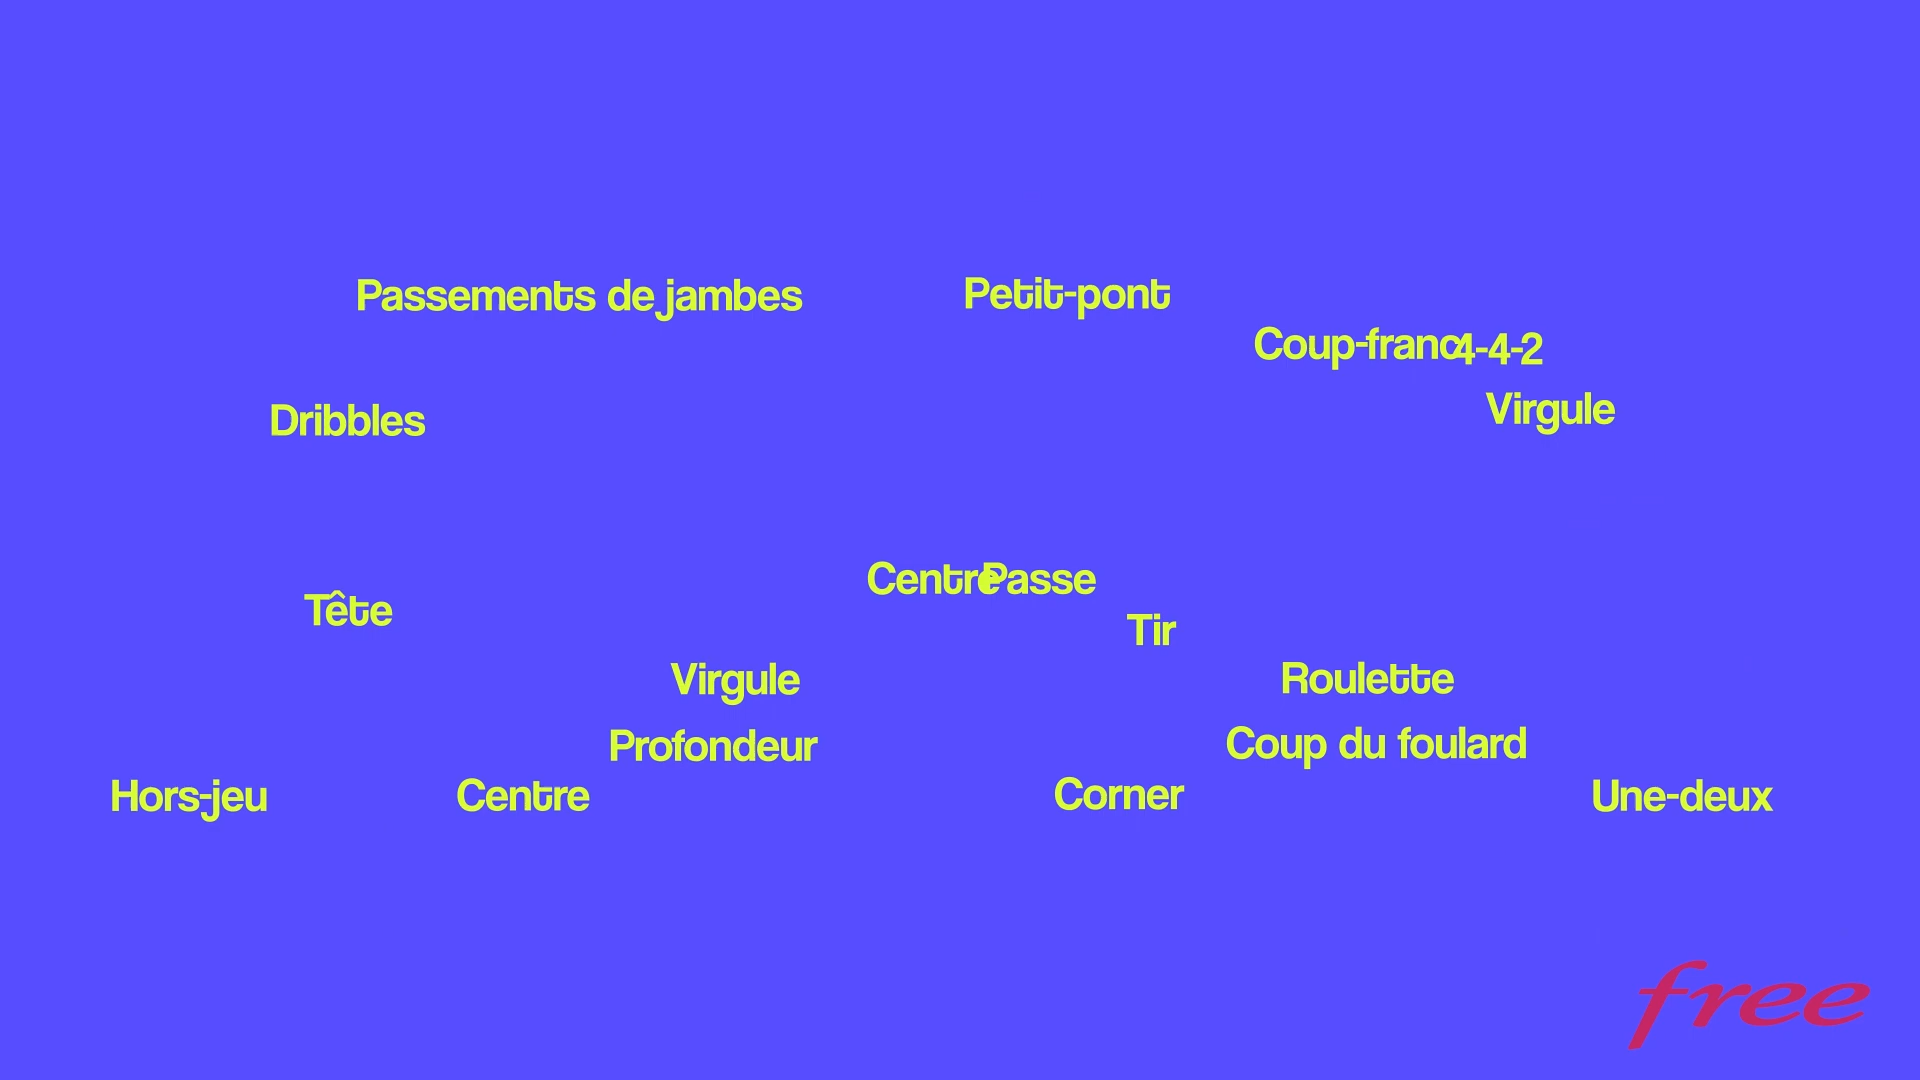 Passements de jambes
Petit-pont
Coup-franc
4-4-2
Virgule
Dribbles
Centre
Passe
Tête
Tir
Virgule
Roulette
Profondeur
Coup du foulard
Hors-jeu
Centre
Corner
Une-deux
free